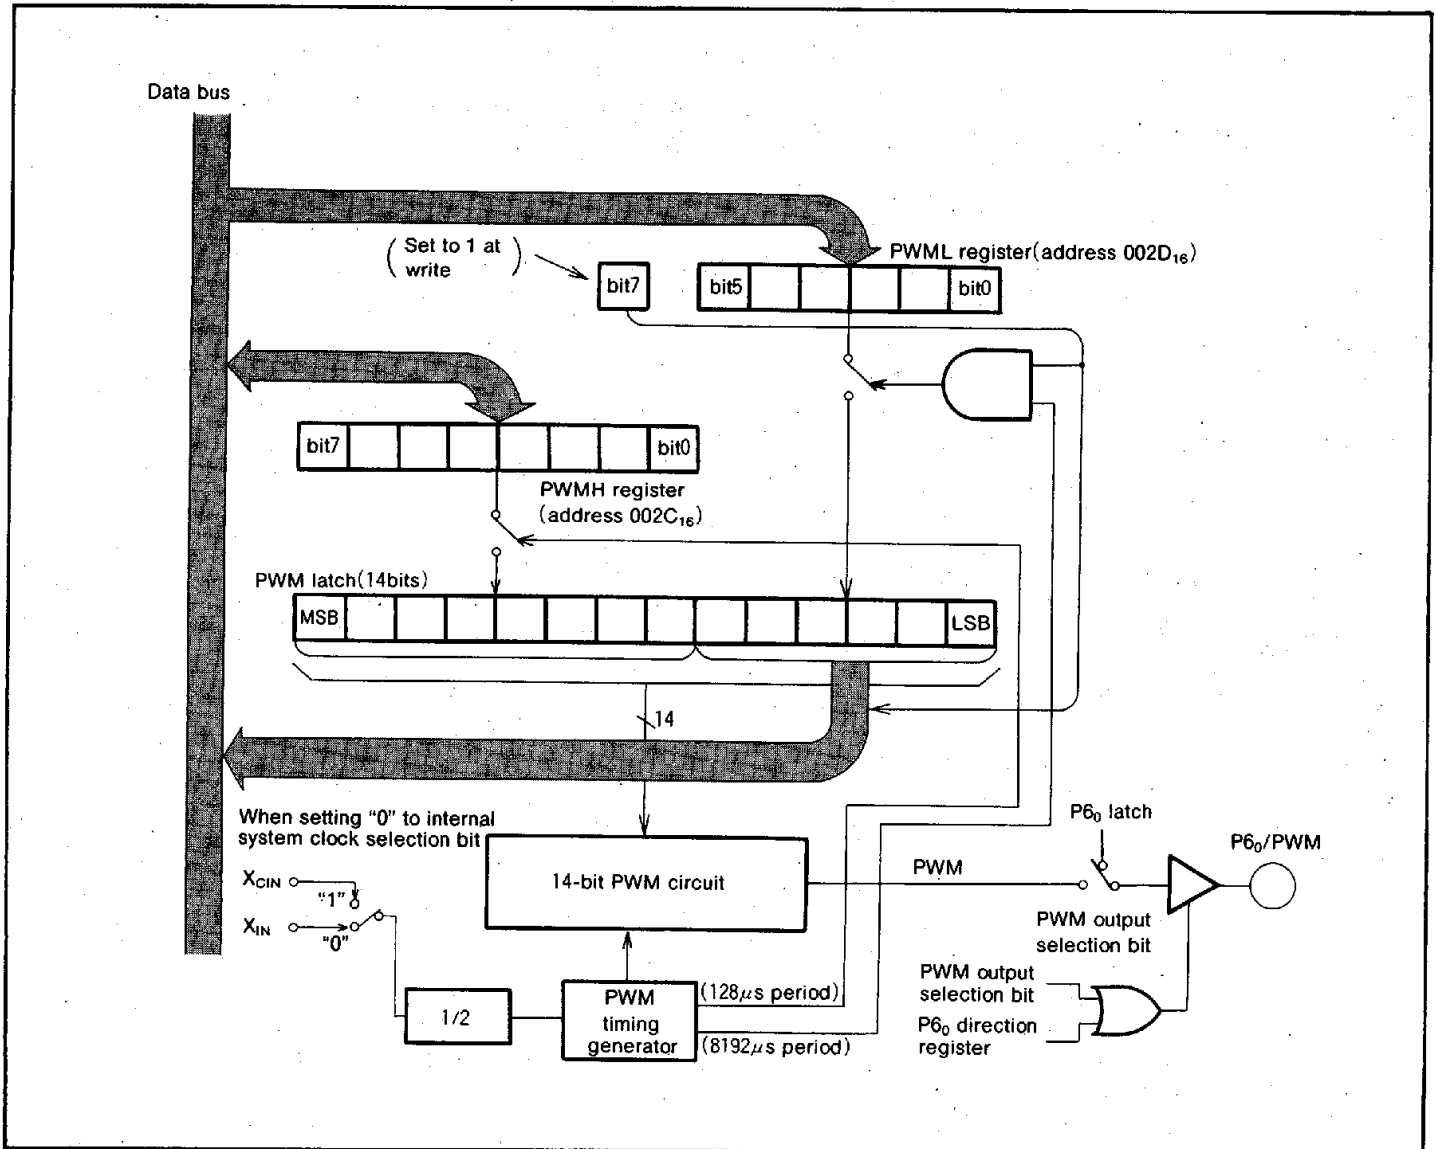 Data bus
(Set to 1 at
write)
PWML register(address 002D₁₆)
bit7
bit5
bit0
bit7
bit0
PWMH register
(address 002C₁₆)
PWM latch(14bits)
MSB
LSB
14
When setting “0” to internal
system clock selection bit
P6₀ latch
P6₀/PWM
14-bit PWM circuit
PWM
X_CIN
“1”
X_IN
“0”
PWM output
selection bit
PWM output
selection bit
P6₀ direction
register
1/2
PWM
timing
generator
(128μs period)
(8192μs period)